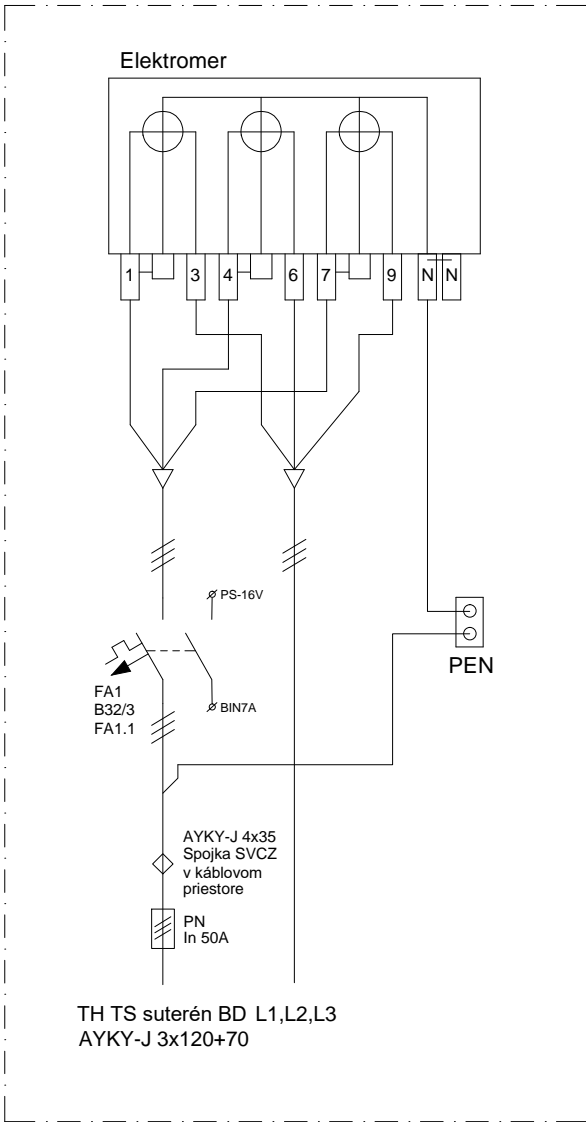 Elektromer
1 3 4 6 7 9 N N
PS-16V
BIN7A
FA1
B32/3
FA1.1
PEN
AYKY-J 4x35
Spojka SVCZ
v káblovom
priestore
PN
In 50A
TH TS suterén BD L1,L2,L3
AYKY-J 3x120+70